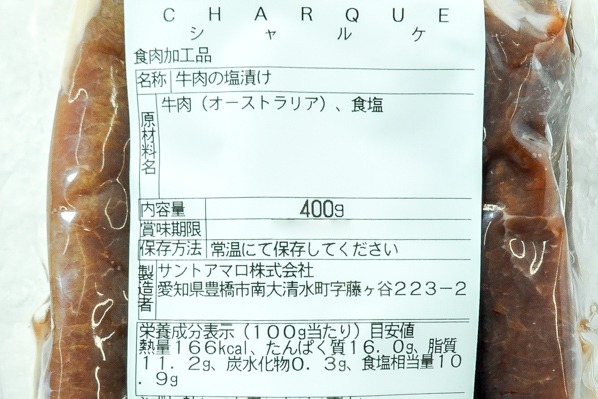 CHARQUE
シャルケ
食肉加工品
名称 牛肉の塩漬け
原材料名 牛肉（オーストラリア）、食塩
内容量 400g
賞味期限
保存方法 常温にて保存してください
製造者 サントアマロ株式会社
愛知県豊橋市南大清水町字藤ヶ谷223-2
栄養成分表示（100g当たり）目安値
熱量166kcal、たんぱく質16.0g、脂質
11.2g、炭水化物0.3g、食塩相当量10
.9g